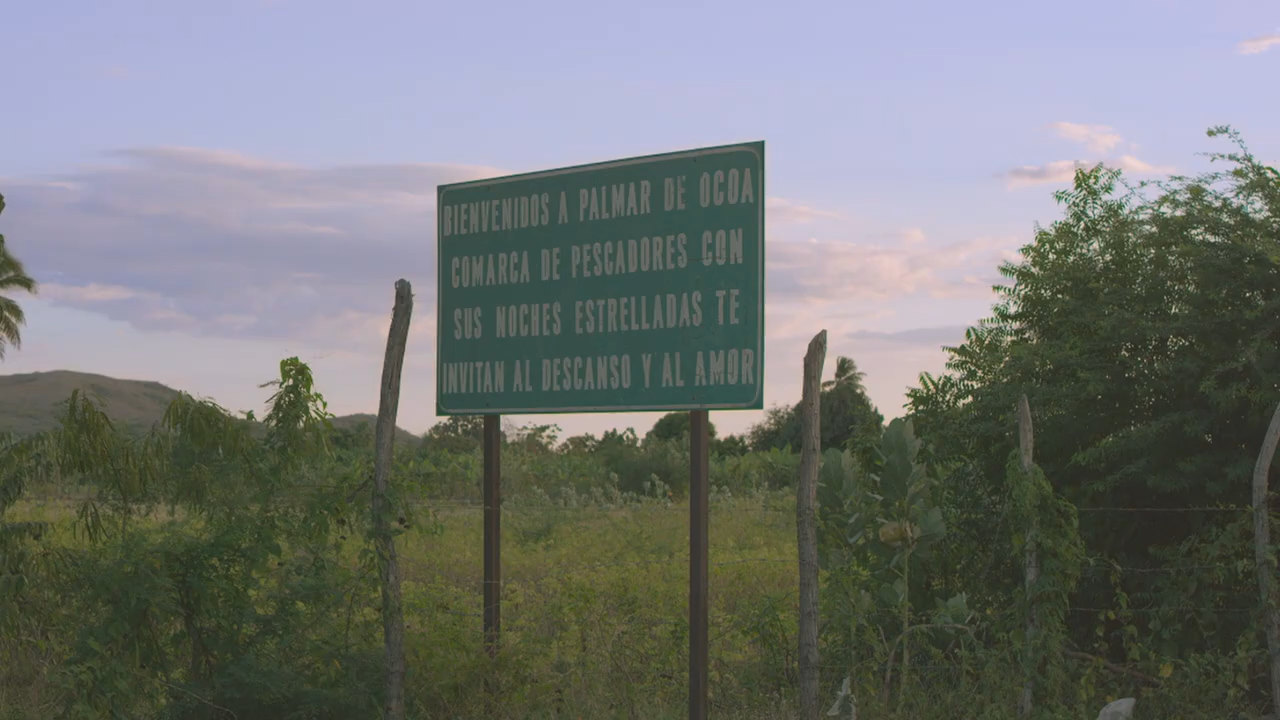 BIENVENIDOS A PALMAR DE OCOA
COMARCA DE PESCADORES CON
SUS NOCHES ESTRELLADAS TE
INVITAN AL DESCANSO Y AL AMOR